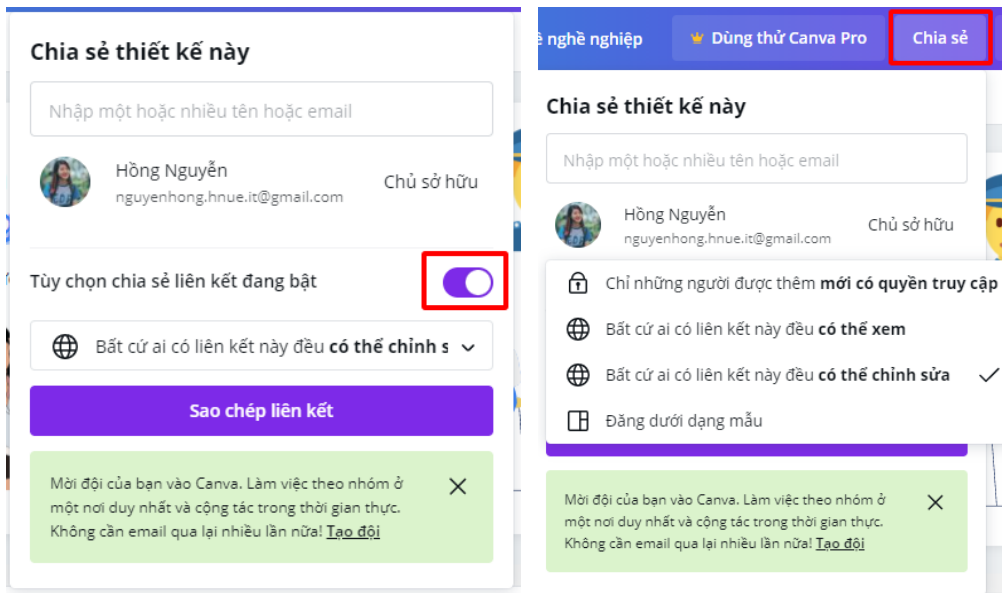 Chia sẻ thiết kế này
Nhập một hoặc nhiều tên hoặc email
Hồng Nguyễn
nguyenhong.hnue.it@gmail.com
Chủ sở hữu
Tùy chọn chia sẻ liên kết đang bật
Bất cứ ai có liên kết này đều có thể chỉnh s
Sao chép liên kết
Mời đội của bạn vào Canva. Làm việc theo nhóm ở
một nơi duy nhất và cộng tác trong thời gian thực.
Không cần email qua lại nhiều lần nữa! Tạo đội
nghề nghiệp
Dùng thử Canva Pro
Chia sẻ
Chia sẻ thiết kế này
Nhập một hoặc nhiều tên hoặc email
Hồng Nguyễn
nguyenhong.hnue.it@gmail.com
Chủ sở hữu
Chỉ những người được thêm mới có quyền truy cập
Bất cứ ai có liên kết này đều có thể xem
Bất cứ ai có liên kết này đều có thể chỉnh sửa
Đăng dưới dạng mẫu
Mời đội của bạn vào Canva. Làm việc theo nhóm ở
một nơi duy nhất và cộng tác trong thời gian thực.
Không cần email qua lại nhiều lần nữa! Tạo đội